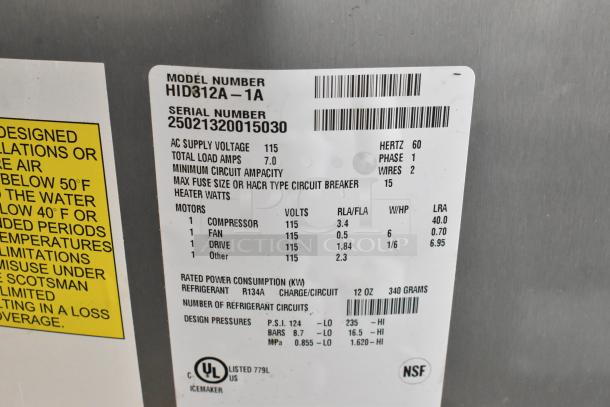 DESIGNED
LATIONS OR
RE AIR
BELOW 50°F
THE WATER
LOW 40°F OR
NDED PERIODS
TEMPERATURES
LIMITATIONS
MISUSE UNDER
E SCOTSMAN
LIMITED
LTING IN A LOSS
OVERAGE.
MODEL NUMBER
HID312A-1A
SERIAL NUMBER
25021320015030
AC SUPPLY VOLTAGE 115 HERTZ 60
TOTAL LOAD AMPS 7.0 PHASE 1
MINIMUM CIRCUIT AMPACITY WIRES 2
MAX FUSE SIZE OR HACR TYPE CIRCUIT BREAKER 15
HEATER WATTS
MOTORS VOLTS RLA/FLA W/HP LRA
1 COMPRESSOR 115 3.4 40.0
1 FAN 115 0.5 6 0.70
1 DRIVE 115 1.84 1/6 6.95
1 Other 115 2.3
RATED POWER CONSUMPTION (KW)
REFRIGERANT R134A CHARGE/CIRCUIT 12 OZ 340 GRAMS
NUMBER OF REFRIGERANT CIRCUITS
DESIGN PRESSURES P.S.I. 124 -LO 235 -HI
BARS 8.7 -LO 16.5 -HI
MPa 0.855 -LO 1.620 -HI
C UL US LISTED 779L
ICEMAKER
NSF
AUCTION GROUP